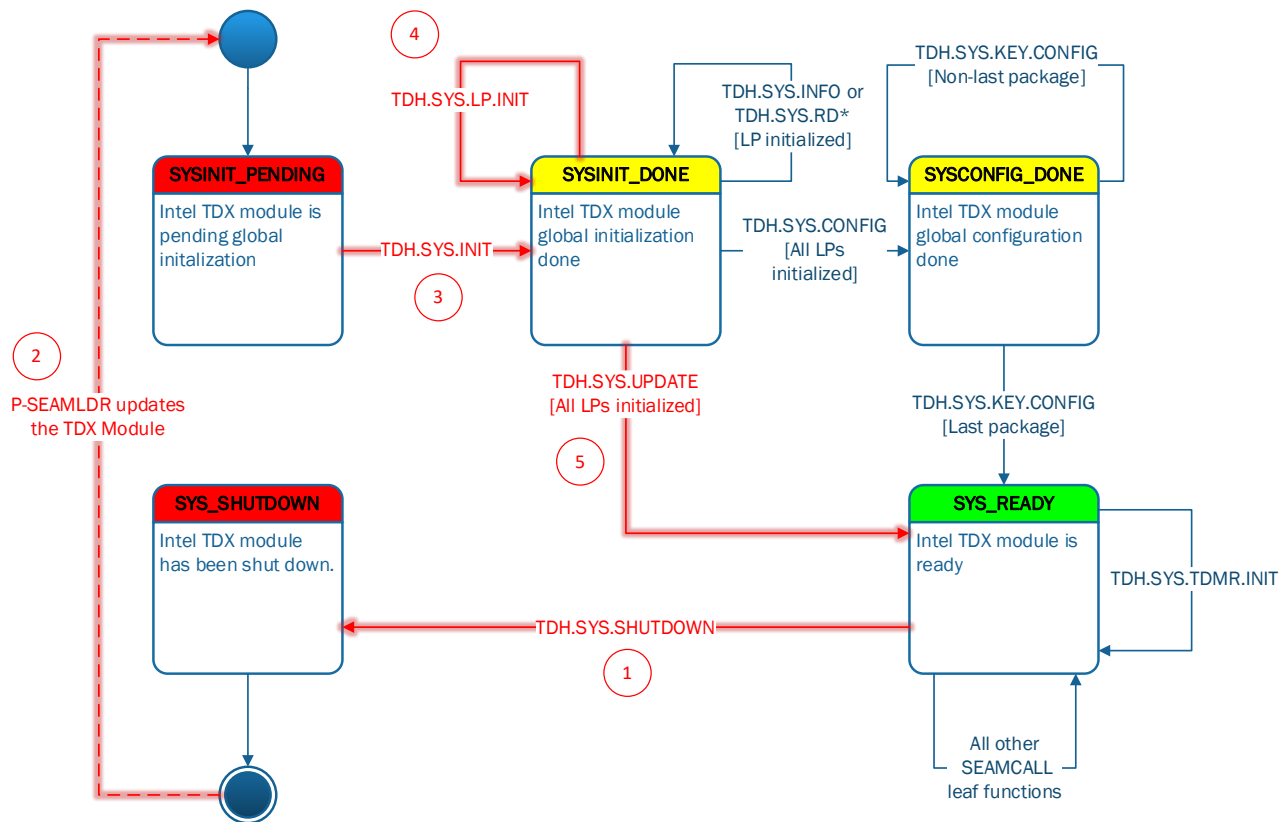 4
TDH.SYS.LP.INIT
TDH.SYS.INFO or
TDH.SYS.RD*
[LP initialized]
TDH.SYS.KEY.CONFIG
[Non-last package]
SYSINIT_PENDING
Intel TDX module is
pending global
initalization
SYSINIT_DONE
Intel TDX module
global initialization
done
SYSCONFIG_DONE
Intel TDX module
global configuration
done
TDH.SYS.INIT
3
TDH.SYS.CONFIG
[All LPs
initialized]
2
P-SEAMLDR updates
the TDX Module
TDH.SYS.UPDATE
[All LPs initialized]
5
TDH.SYS.KEY.CONFIG
[Last package]
SYS_SHUTDOWN
Intel TDX module
has been shut down.
SYS_READY
Intel TDX module is
ready
TDH.SYS.TDMR.INIT
TDH.SYS.SHUTDOWN
1
All other
SEAMCALL
leaf functions